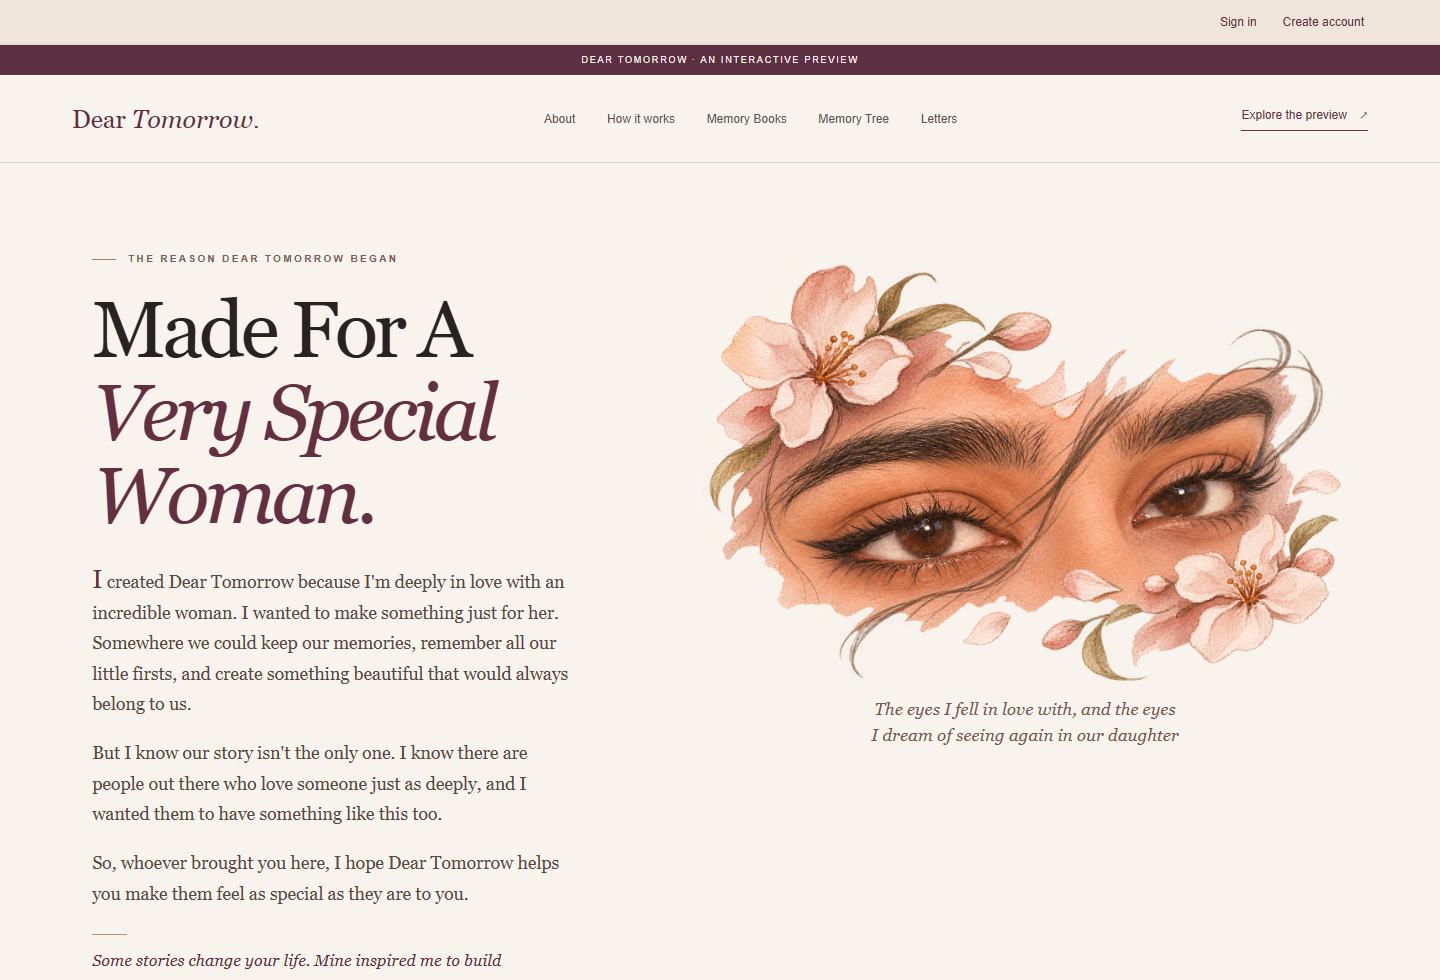 Sign in
Create account
DEAR TOMORROW · AN INTERACTIVE PREVIEW
Dear Tomorrow.
About
How it works
Memory Books
Memory Tree
Letters
Explore the preview ↗
THE REASON DEAR TOMORROW BEGAN
Made For A
Very Special
Woman.
I created Dear Tomorrow because I'm deeply in love with an
incredible woman. I wanted to make something just for her.
Somewhere we could keep our memories, remember all our
little firsts, and create something beautiful that would always
belong to us.
But I know our story isn't the only one. I know there are
people out there who love someone just as deeply, and I
wanted them to have something like this too.
So, whoever brought you here, I hope Dear Tomorrow helps
you make them feel as special as they are to you.
Some stories change your life. Mine inspired me to build
The eyes I fell in love with, and the eyes
I dream of seeing again in our daughter